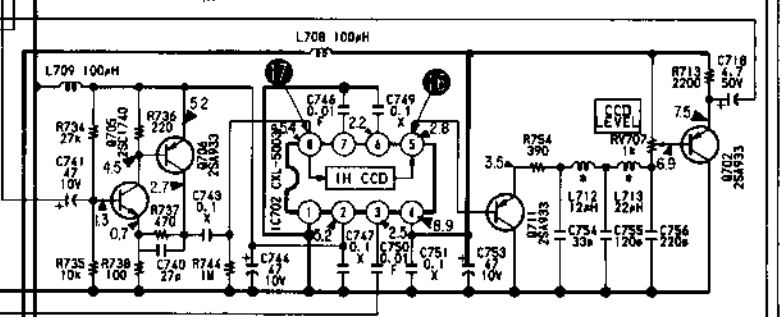 L708 100μH
L709 100μH
R734
27k
C741
47
10V
Q705
2SC1740
R736
220
5.2
4.5
2.7
Q706
2SA933
1.3
0.7
R737
470
C740
27p
C743
0.1
X
R735
10k
R738
100
R744
1M
17
C746
0.01
F
C749
0.1
X
16
5.4
2.2
2.8
8
7
6
5
IC702 CXL-5003P
1H CCD
1
2
3
4
5.2
2.5
8.9
C744
47
10V
C747
0.1
X
C750
0.01
F
C751
0.1
X
C753
47
10V
3.5
R754
390
Q711
2SA933
L712
12μH
*
L713
22μH
*
C754
33p
C755
120p
C756
220p
CCD
LEVEL
RV707
1k
R713
2200
C718
4.7
50V
7.5
6.9
Q702
2SA933